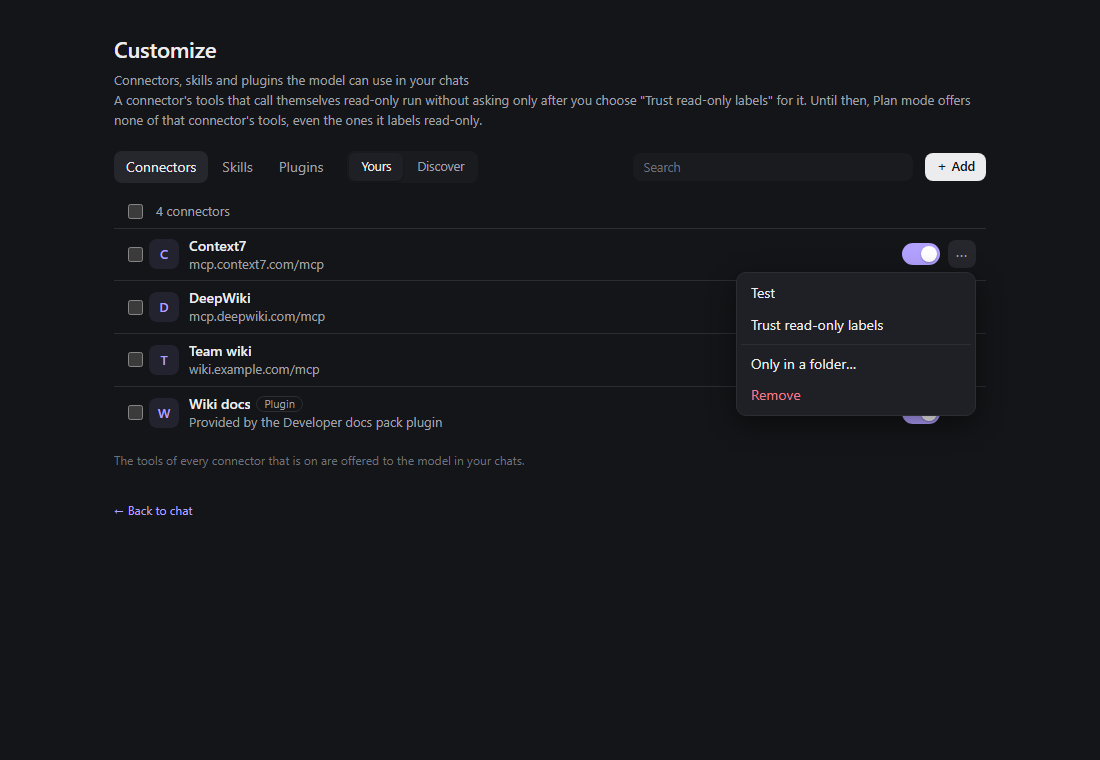 Customize
Connectors, skills and plugins the model can use in your chats
A connector's tools that call themselves read-only run without asking only after you choose "Trust read-only labels" for it. Until then, Plan mode offers
none of that connector's tools, even the ones it labels read-only.
Connectors Skills Plugins Yours Discover Search + Add
4 connectors
C Context7 ...
mcp.context7.com/mcp
Test
D DeepWiki
mcp.deepwiki.com/mcp
Trust read-only labels
T Team wiki
wiki.example.com/mcp
Only in a folder...
Remove
W Wiki docs Plugin
Provided by the Developer docs pack plugin
The tools of every connector that is on are offered to the model in your chats.
← Back to chat